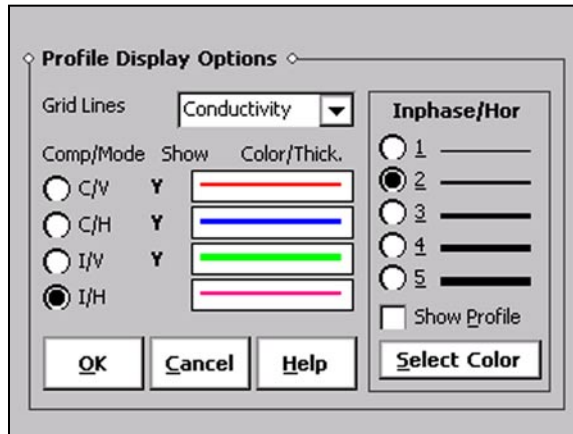 Profile Display Options
Grid Lines
Conductivity
Comp/Mode Show Color/Thick.
C/V Y
C/H Y
I/V Y
I/H
OK Cancel Help
Inphase/Hor
1
2
3
4
5
Show Profile
Select Color